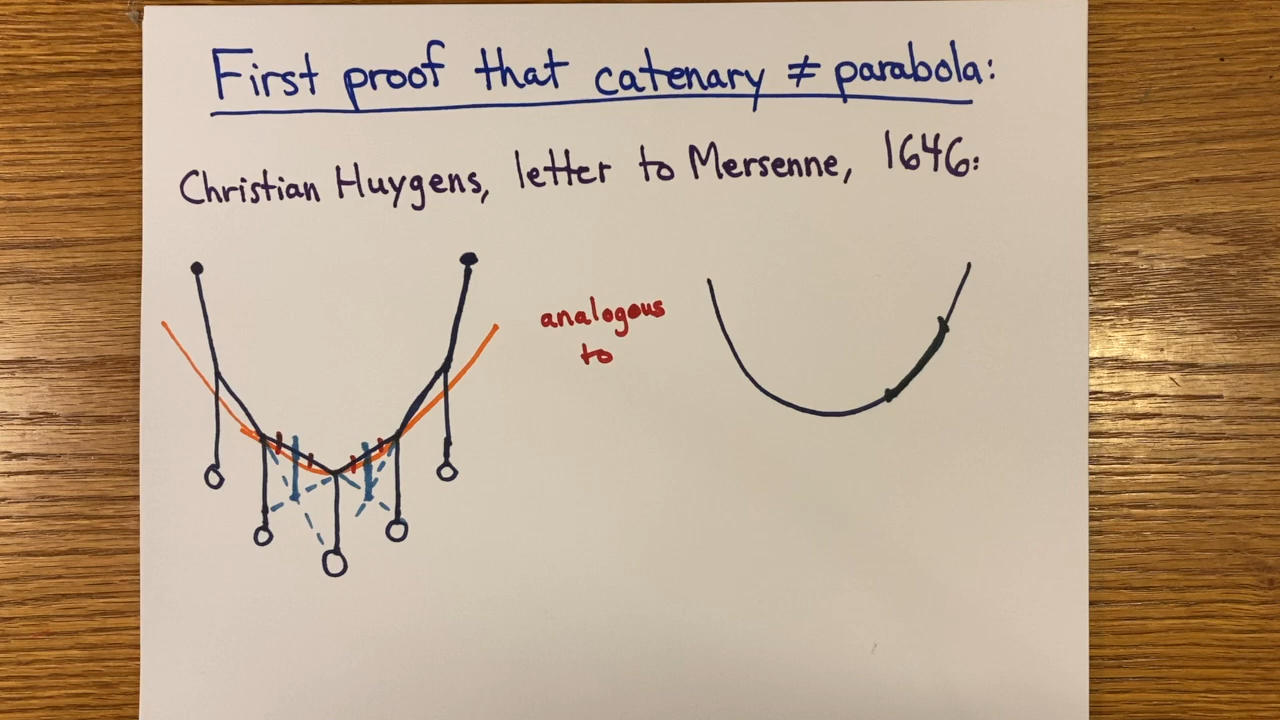 First proof that catenary ≠ parabola:
Christian Huygens, letter to Mersenne, 1646:
analogous
to